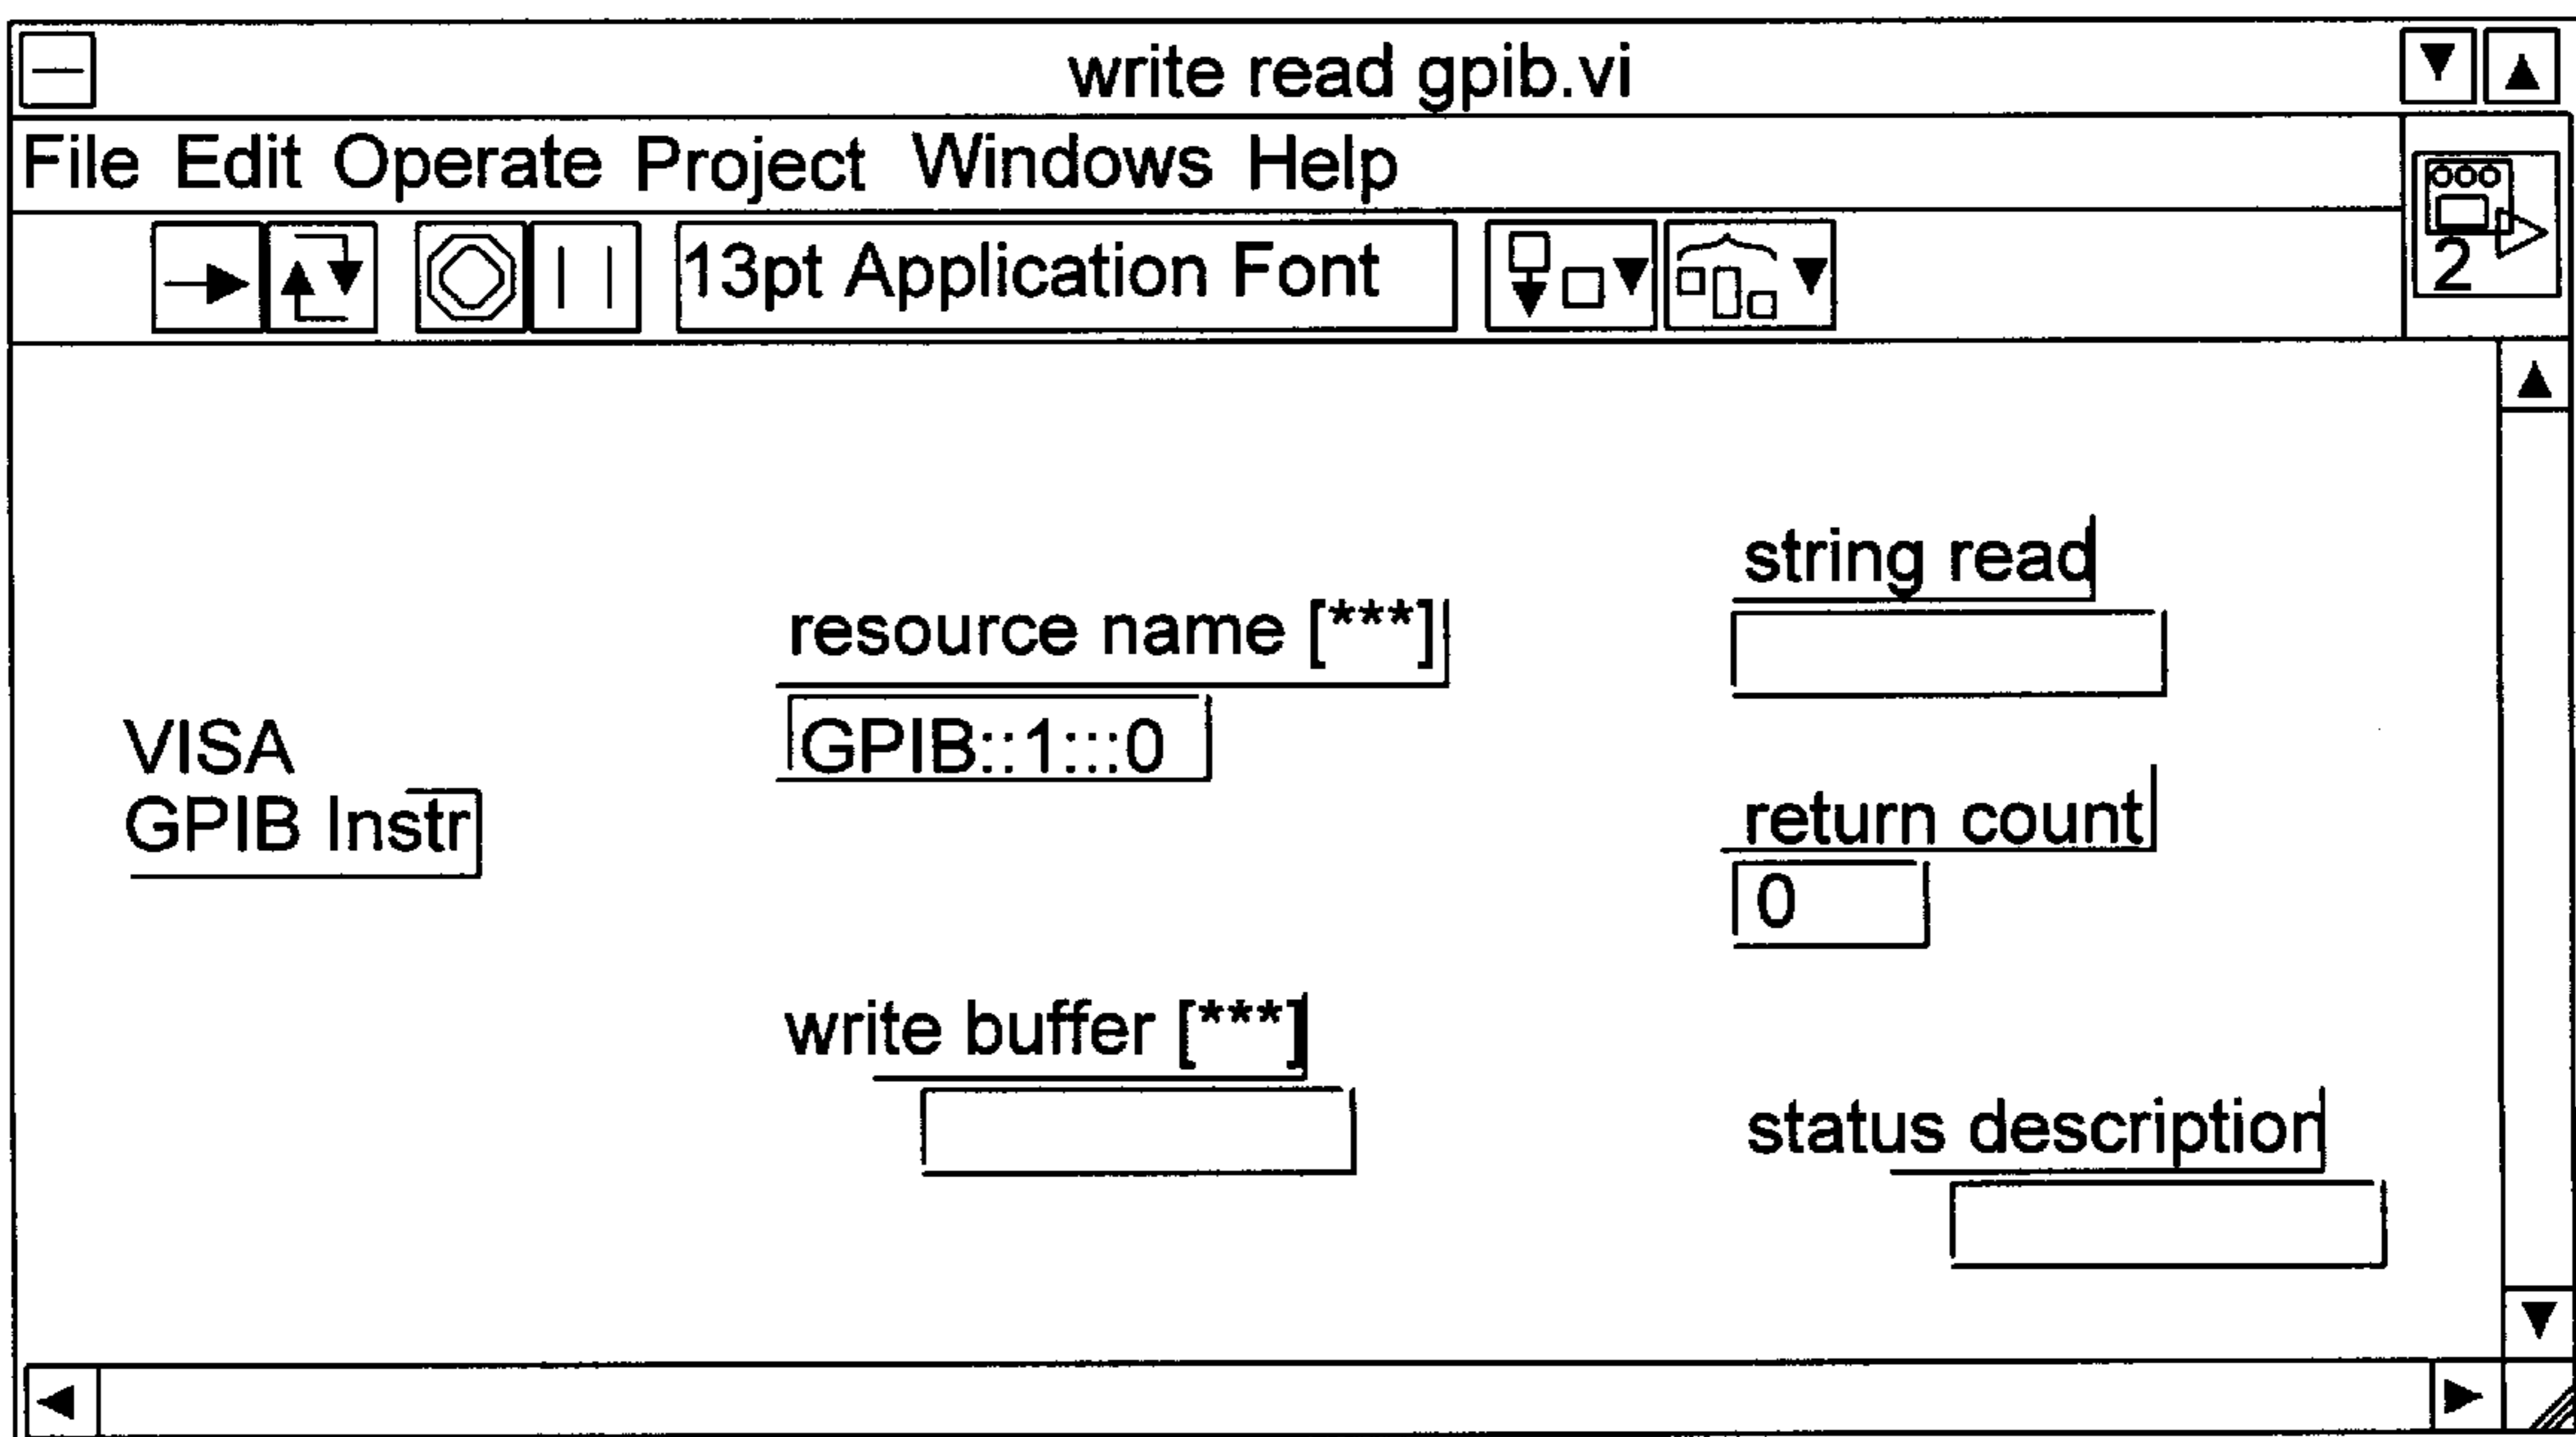 write read gpib.vi
File Edit Operate Project Windows Help
13pt Application Font
2
string read
resource name [***]
GPIB::1:::0
VISA
GPIB Instr
return count
0
write buffer [***]
status description